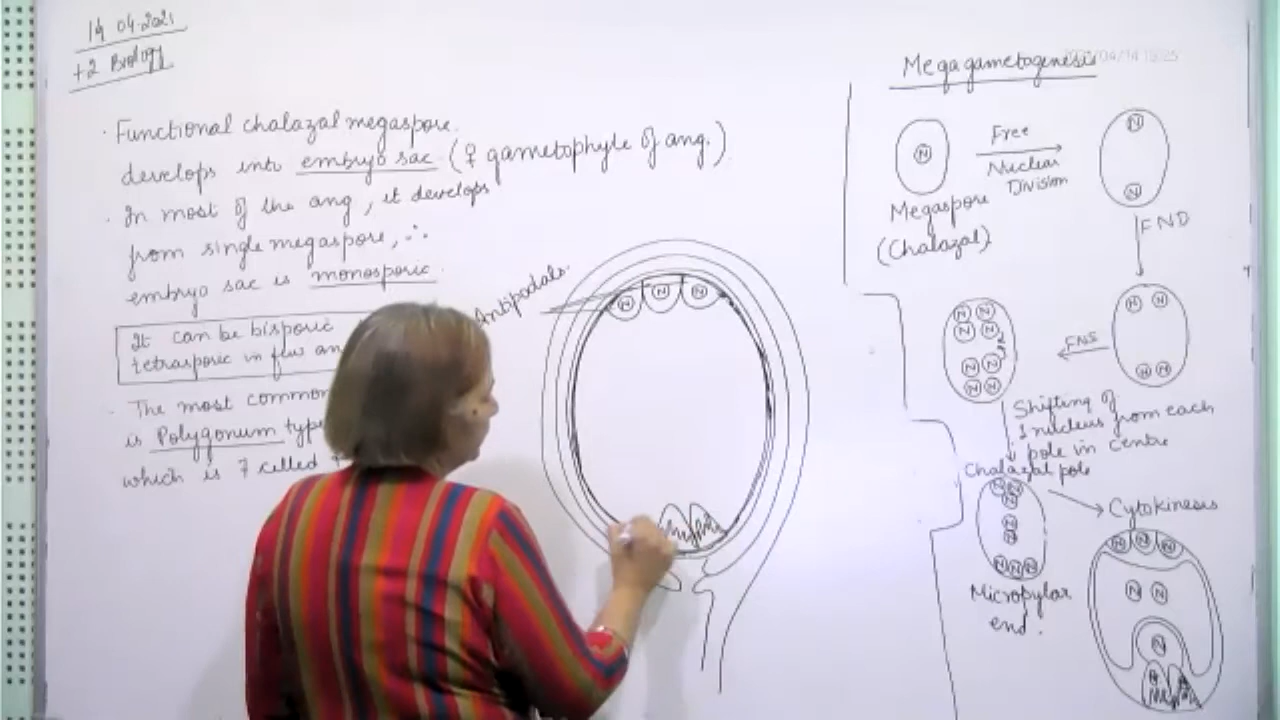 14 04.2021
+2 Biology
· Functional chalazal megaspore.
develops into embryo sac (♀ gametophyte of ang.)
· In most of the ang, it develops
from single megaspore, ∴
embryo sac is monosporic.
It can be bisporic
tetrasporic in few
· The most common
is Polygonum type
which is 7 celled
Antipodals
N N N
Megagametogenesis
2021/04/14
N
Free
Nuclear
Division
N
N
Megaspore
(Chalazal)
FND
N N
N N
N N
N N
N N
N N
Shifting of
1 nucleus from each
pole in centre
Chalazal pole
Cytokinesis
N N N
N N
N
Micropylar
end.